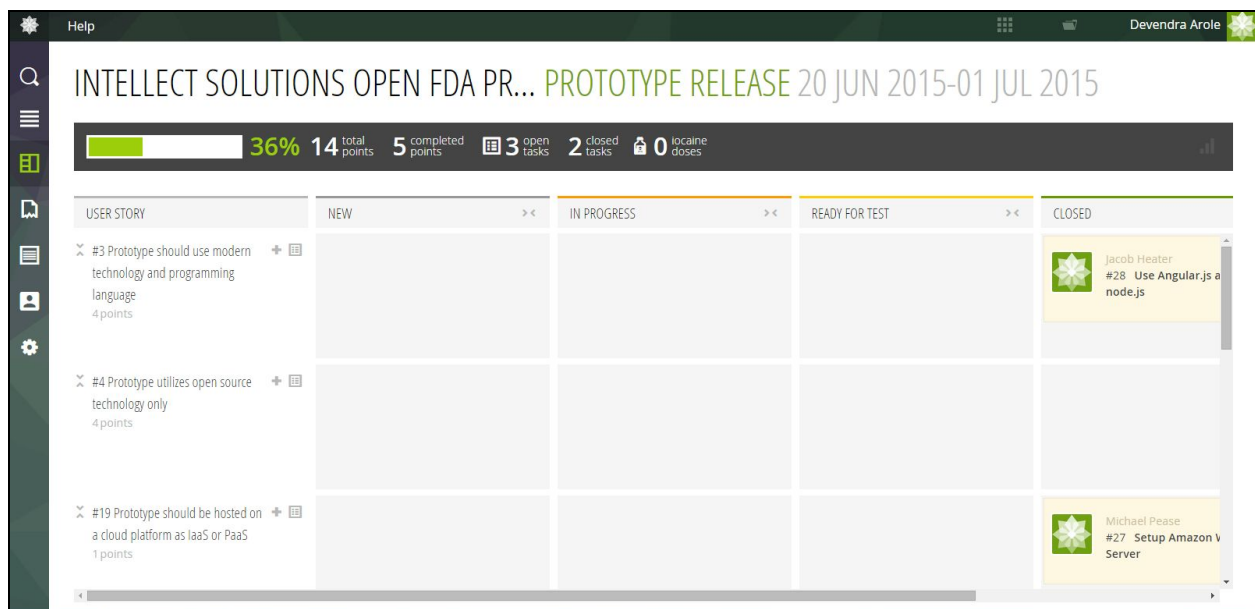 Help
Devendra Arole
INTELLECT SOLUTIONS OPEN FDA PR... PROTOTYPE RELEASE 20 JUN 2015-01 JUL 2015
36% 14 total points 5 completed points 3 open tasks 2 closed tasks 0 iocaine doses
USER STORY NEW IN PROGRESS READY FOR TEST CLOSED
#3 Prototype should use modern
technology and programming
language
4 points
Jacob Heater
#28 Use Angular.js a
node.js
#4 Prototype utilizes open source
technology only
4 points
#19 Prototype should be hosted on
a cloud platform as IaaS or PaaS
1 points
Michael Pease
#27 Setup Amazon
Server